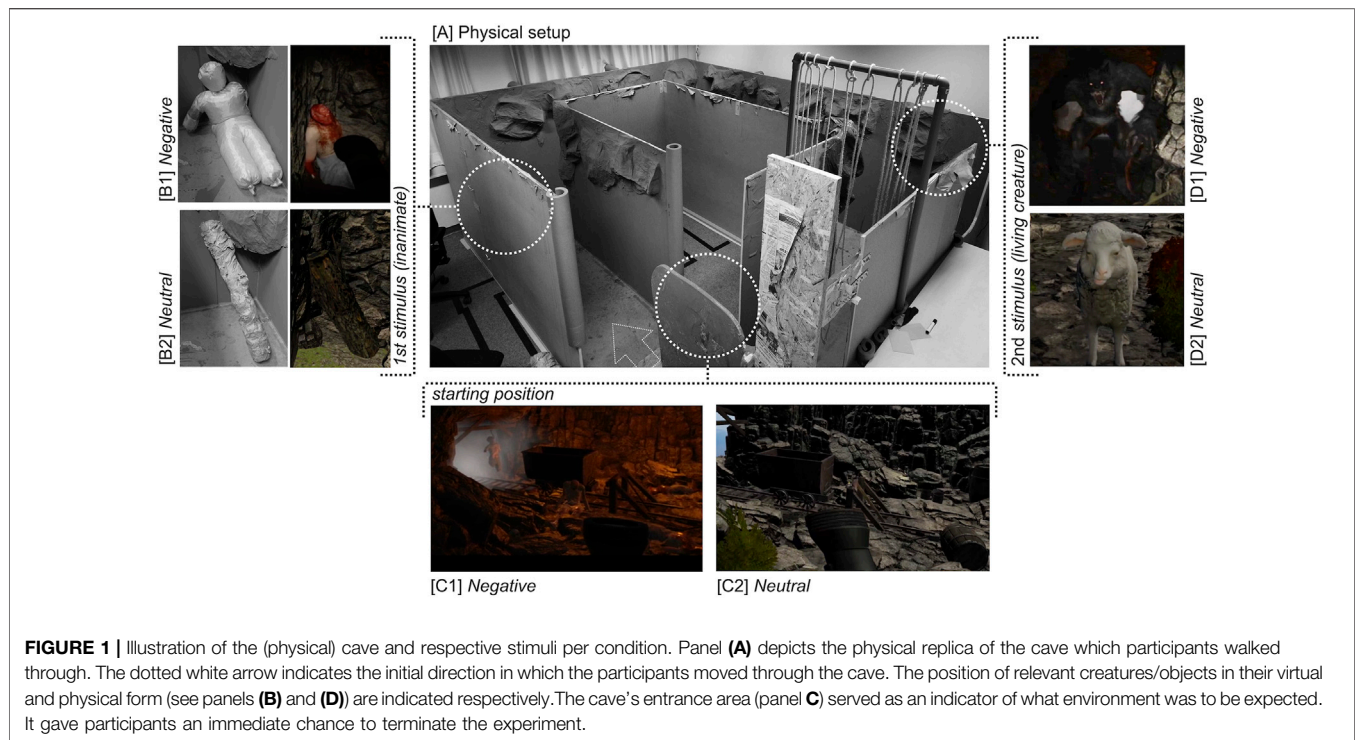 [A] Physical setup
[B1] Negative
[B2] Neutral
1st stimulus (inanimate)
2nd stimulus (living creature)
[D1] Negative
[D2] Neutral
starting position
[C1] Negative
[C2] Neutral
FIGURE 1 | Illustration of the (physical) cave and respective stimuli per condition. Panel (A) depicts the physical replica of the cave which participants walked
through. The dotted white arrow indicates the initial direction in which the participants moved through the cave. The position of relevant creatures/objects in their virtual
and physical form (see panels (B) and (D)) are indicated respectively.The cave's entrance area (panel C) served as an indicator of what environment was to be expected.
It gave participants an immediate chance to terminate the experiment.